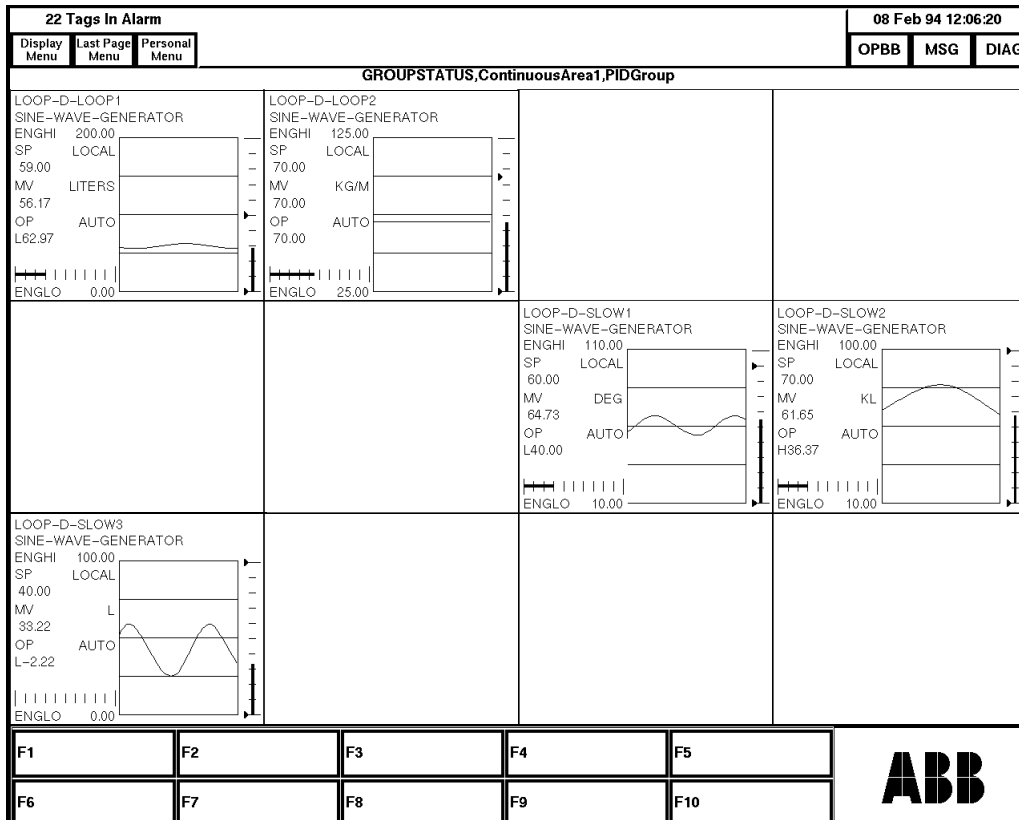 22 Tags In Alarm
08 Feb 94 12:06:20
Display Menu
Last Page Menu
Personal Menu
OPBB
MSG
DIAG
GROUPSTATUS,ContinuousArea1,PIDGroup
LOOP-D-LOOP1
SINE-WAVE-GENERATOR
ENGHI 200.00
SP LOCAL
59.00
MV LITERS
56.17
OP AUTO
L62.97
ENGLO 0.00
LOOP-D-LOOP2
SINE-WAVE-GENERATOR
ENGHI 125.00
SP LOCAL
70.00
MV KG/M
70.00
OP AUTO
70.00
ENGLO 25.00
LOOP-D-SLOW1
SINE-WAVE-GENERATOR
ENGHI 110.00
SP LOCAL
60.00
MV DEG
64.73
OP AUTO
L40.00
ENGLO 10.00
LOOP-D-SLOW2
SINE-WAVE-GENERATOR
ENGHI 100.00
SP LOCAL
70.00
MV KL
61.65
OP AUTO
H36.37
ENGLO 10.00
LOOP-D-SLOW3
SINE-WAVE-GENERATOR
ENGHI 100.00
SP LOCAL
40.00
MV L
33.22
OP AUTO
L-2.22
ENGLO 0.00
F1
F2
F3
F4
F5
F6
F7
F8
F9
F10
ABB